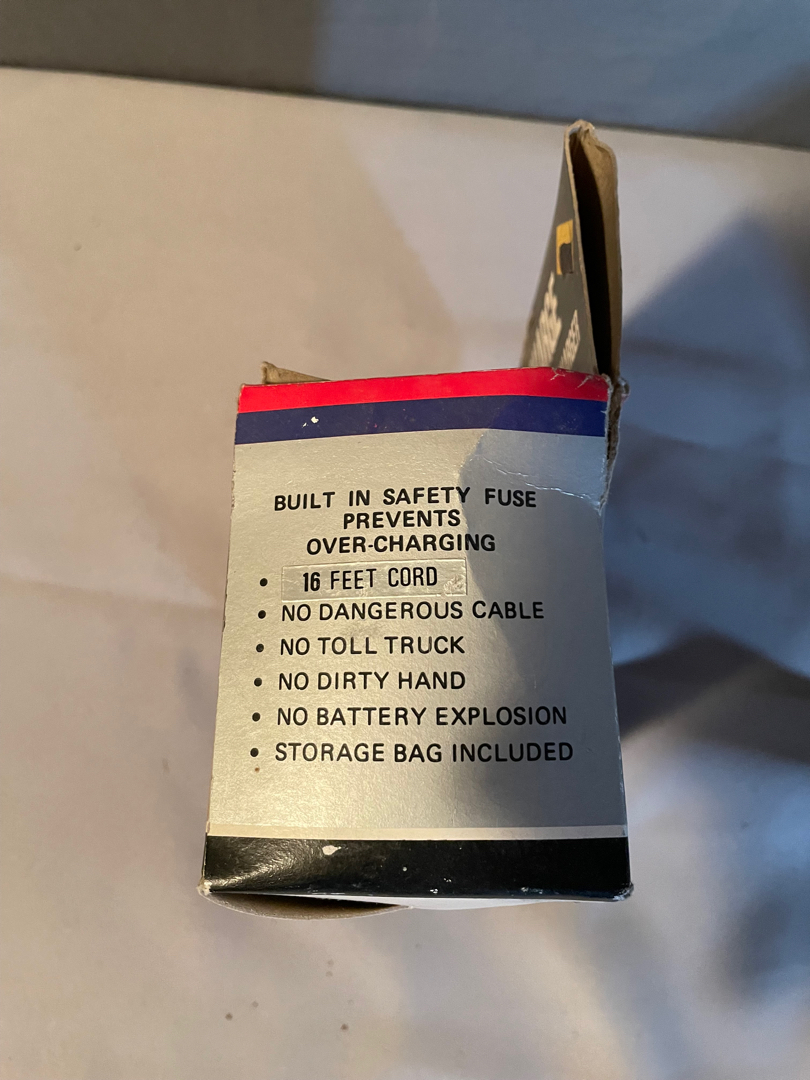 BUILT IN SAFETY FUSE
PREVENTS
OVER-CHARGING
• 16 FEET CORD
• NO DANGEROUS CABLE
• NO TOLL TRUCK
• NO DIRTY HAND
• NO BATTERY EXPLOSION
• STORAGE BAG INCLUDED